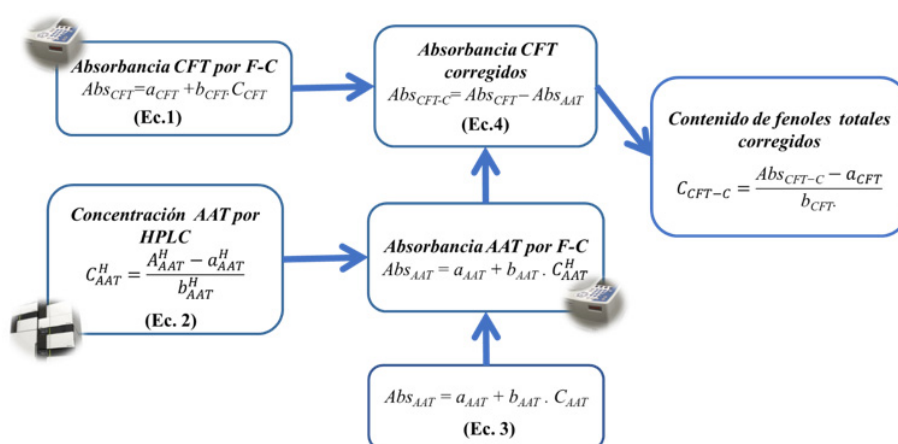 Absorbancia CFT por F-C
Abs_CFT=a_CFT +b_CFT.C_CFT
(Ec.1)
Absorbancia CFT
corregidos
Abs_CFT-C= Abs_CFT − Abs_AAT
(Ec.4)
Contenido de fenoles totales
corregidos
C_CFT−C = (Abs_CFT−C − a_CFT) / b_CFT.
Concentración AAT por
HPLC
C^H_AAT = (A^H_AAT − a^H_AAT) / b^H_AAT
(Ec. 2)
Absorbancia AAT por F-C
Abs_AAT = a_AAT + b_AAT . C^H_AAT
Abs_AAT = a_AAT + b_AAT . C_AAT
(Ec. 3)